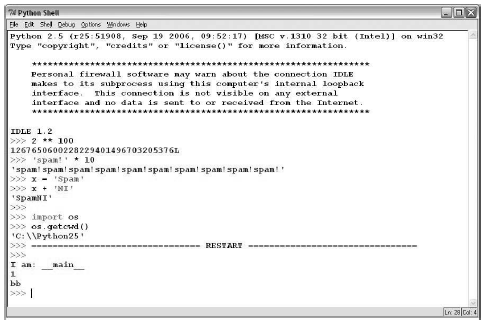 Python Shell
File Edit Shell Debug Options Windows Help
Python 2.5 (r25:51908, Sep 19 2006, 09:52:17) [MSC v.1310 32 bit (Intel)] on win32
Type "copyright", "credits" or "license()" for more information.
****************************************************************
Personal firewall software may warn about the connection IDLE
makes to its subprocess using this computer's internal loopback
interface.  This connection is not visible on any external
interface and no data is sent to or received from the Internet.
****************************************************************
IDLE 1.2
>>> 2 ** 100
1267650600228229401496703205376L
>>> 'spam!' * 10
'spam!spam!spam!spam!spam!spam!spam!spam!spam!spam!'
>>> x = 'Spam'
>>> x + 'NI'
'SpamNI'
>>>
>>> import os
>>> os.getcwd()
'C:\\Python25'
>>> ================================ RESTART ================================
>>>
I am: __main__
1
bb
>>>
Ln: 28 Col: 4